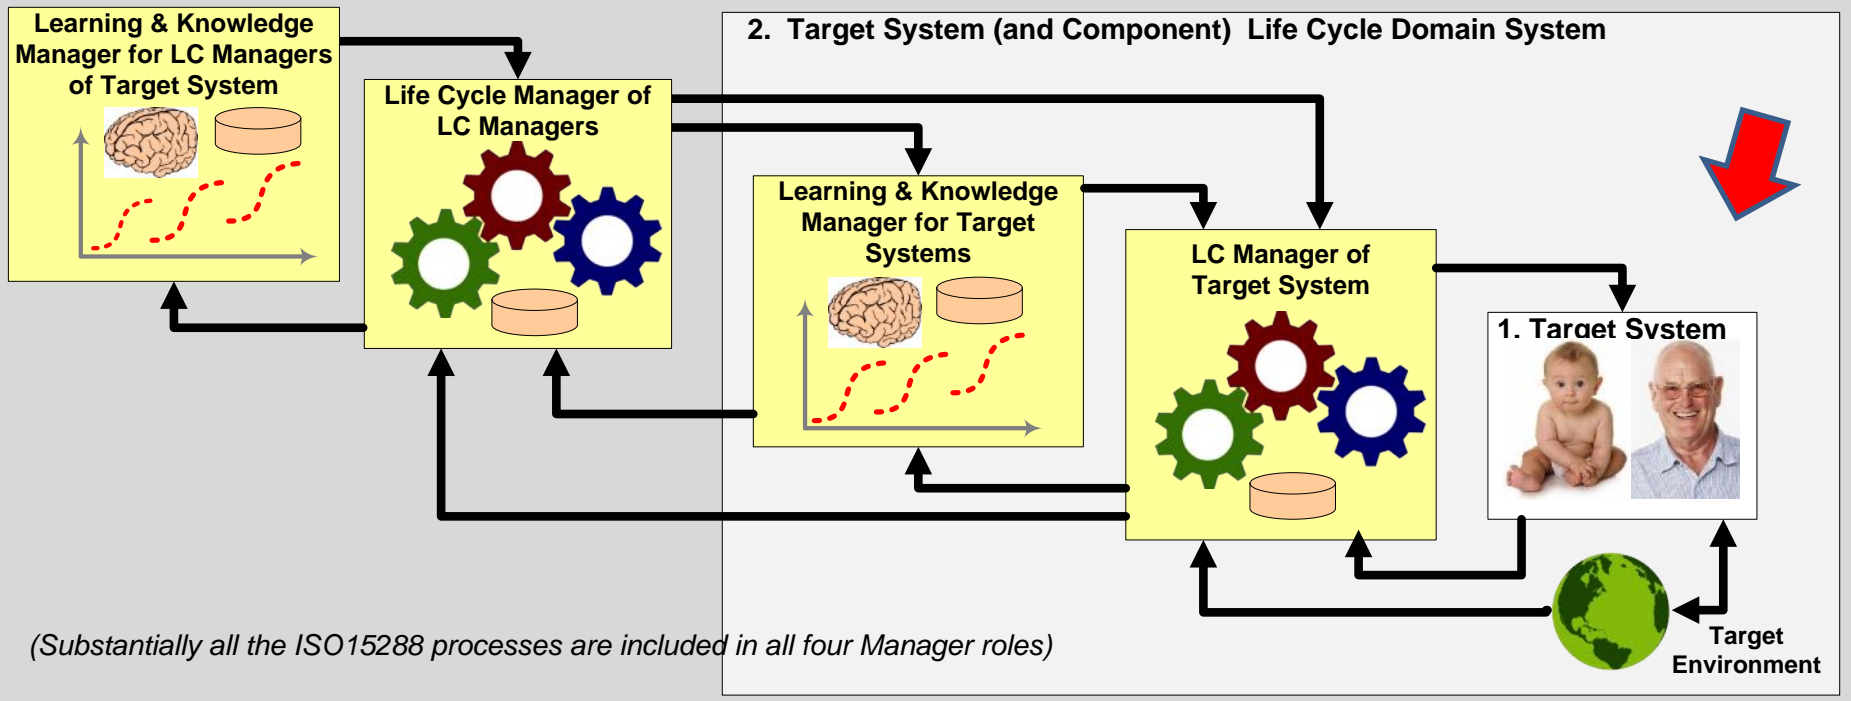 Learning & Knowledge
Manager for LC Managers
of Target System
2. Target System (and Component) Life Cycle Domain System
Life Cycle Manager of
LC Managers
Learning & Knowledge
Manager for Target
Systems
LC Manager of
Target System
1. Target System
(Substantially all the ISO15288 processes are included in all four Manager roles)
Target
Environment